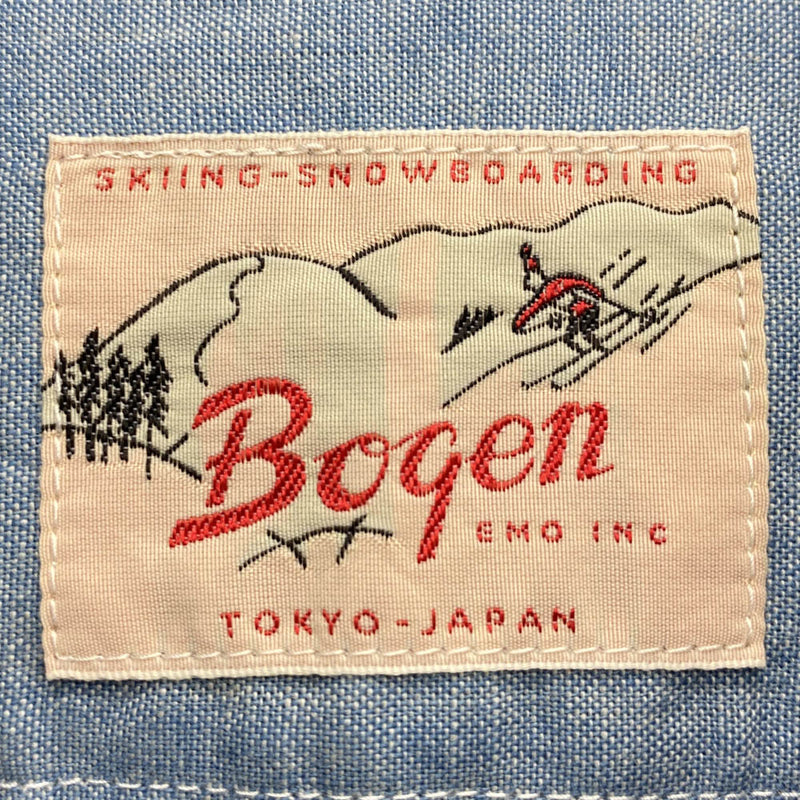 SKIING-SNOWBOARDING
Bogen
EMO INC
TOKYO-JAPAN